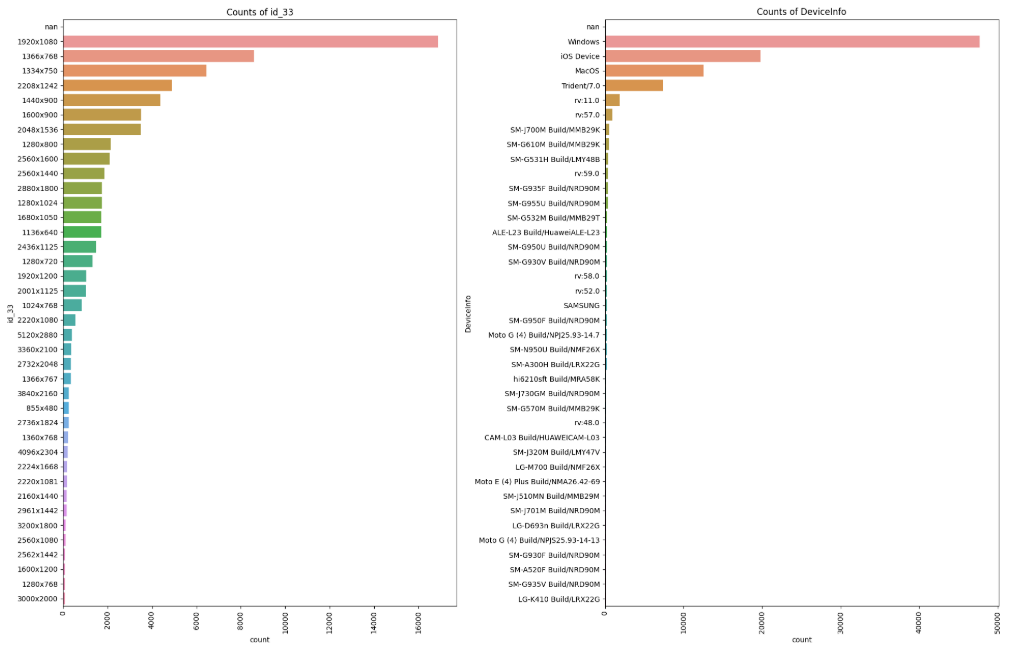 Counts of id_33
nan
1920x1080
1366x768
1334x750
2208x1242
1440x900
1600x900
2048x1536
1280x800
2560x1600
2560x1440
2880x1800
1280x1024
1680x1050
1136x640
2436x1125
1280x720
1920x1200
2001x1125
1024x768
2220x1080
5120x2880
3360x2100
2732x2048
1366x767
3840x2160
855x480
2736x1824
1360x768
4096x2304
2224x1668
2220x1081
2160x1440
2961x1442
3200x1800
2560x1080
2562x1442
1600x1200
1280x768
3000x2000
id_33
0
2000
4000
6000
8000
10000
12000
14000
16000
count
Counts of DeviceInfo
nan
Windows
iOS Device
MacOS
Trident/7.0
rv:11.0
rv:57.0
SM-J700M Build/MMB29K
SM-G610M Build/MMB29K
SM-G531H Build/LMY48B
rv:59.0
SM-G935F Build/NRD90M
SM-G955U Build/NRD90M
SM-G532M Build/MMB29T
ALE-L23 Build/HuaweiALE-L23
SM-G950U Build/NRD90M
SM-G930V Build/NRD90M
rv:58.0
rv:52.0
SAMSUNG
SM-G950F Build/NRD90M
Moto G (4) Build/NPJ25.93-14.7
SM-N950U Build/NMF26X
SM-A300H Build/LRX22G
hi6210sft Build/MRA58K
SM-J730GM Build/NRD90M
SM-G570M Build/MMB29K
rv:48.0
CAM-L03 Build/HUAWEICAM-L03
SM-J320M Build/LMY47V
LG-M700 Build/NMF26X
Moto E (4) Plus Build/NMA26.42-69
SM-J510MN Build/MMB29M
SM-J701M Build/NRD90M
LG-D693n Build/LRX22G
Moto G (4) Build/NPJS25.93-14-13
SM-G930F Build/NRD90M
SM-A520F Build/NRD90M
SM-G935V Build/NRD90M
LG-K410 Build/LRX22G
DeviceInfo
0
10000
20000
30000
40000
50000
count